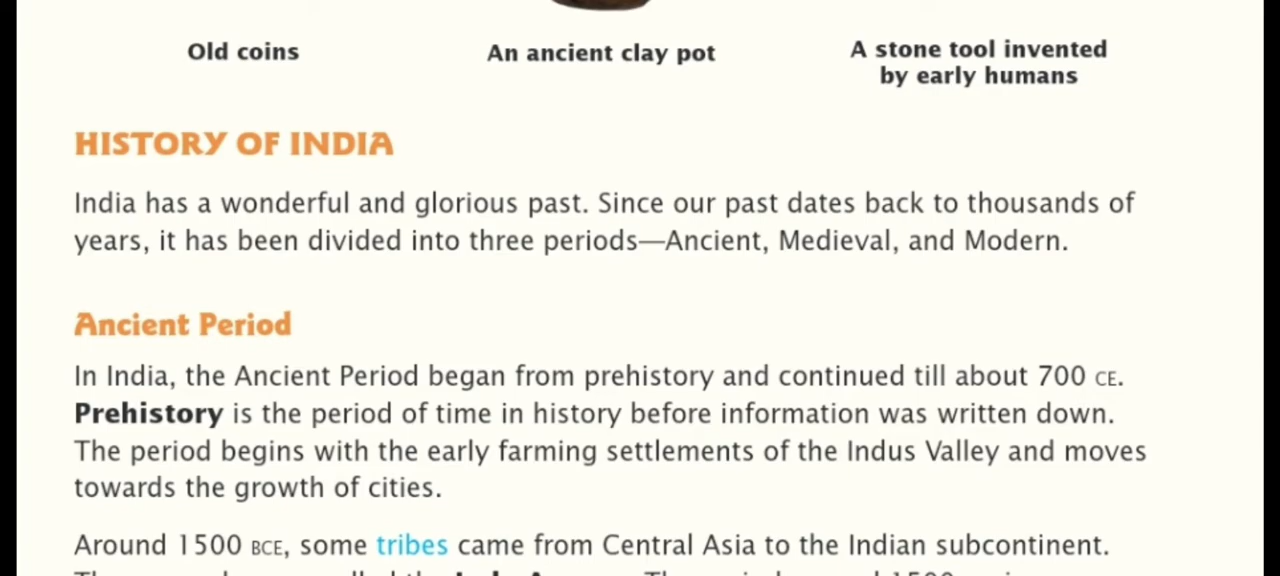 Old coins
An ancient clay pot
A stone tool invented
by early humans
HISTORY OF INDIA
India has a wonderful and glorious past. Since our past dates back to thousands of
years, it has been divided into three periods—Ancient, Medieval, and Modern.
Ancient Period
In India, the Ancient Period began from prehistory and continued till about 700 CE.
Prehistory is the period of time in history before information was written down.
The period begins with the early farming settlements of the Indus Valley and moves
towards the growth of cities.
Around 1500 BCE, some tribes came from Central Asia to the Indian subcontinent.